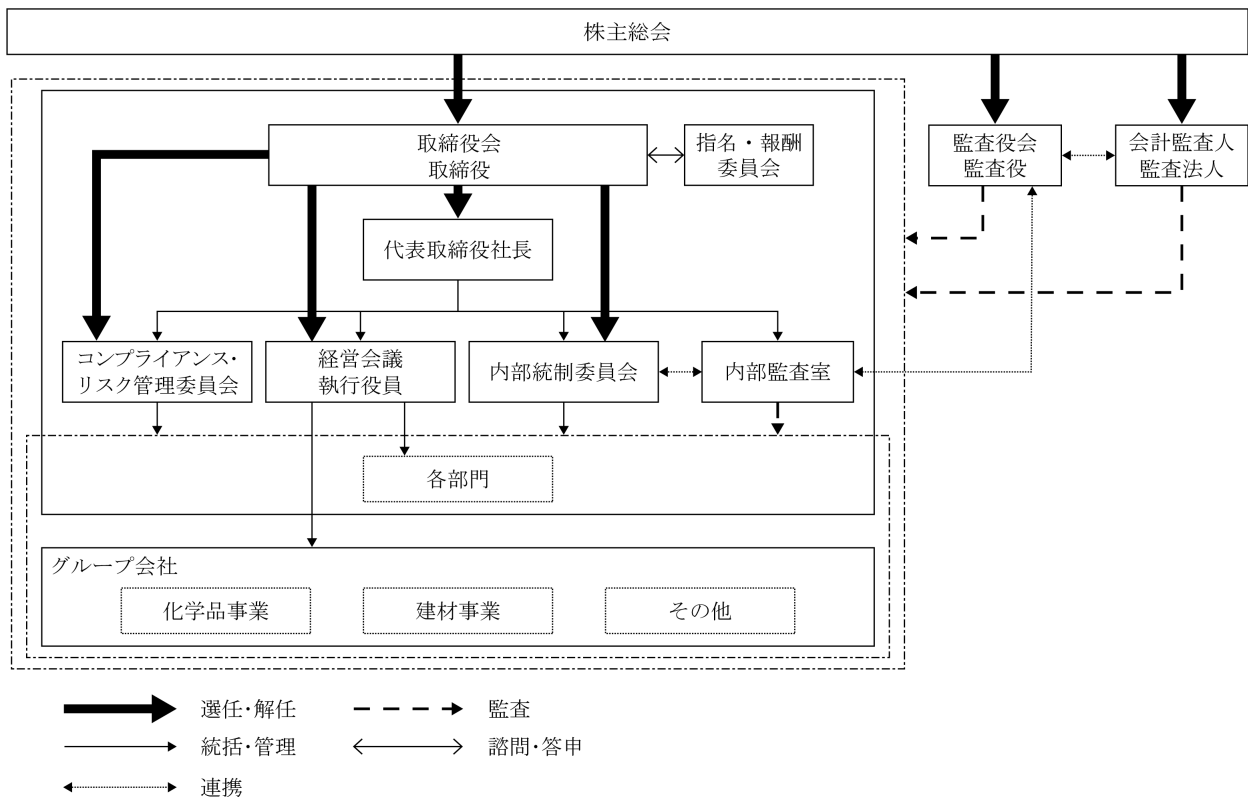 株主総会
取締役会
取締役
指名・報酬
委員会
監査役会
監査役
会計監査人
監査法人
代表取締役社長
コンプライアンス・
リスク管理委員会
経営会議
執行役員
内部統制委員会
内部監査室
各部門
グループ会社
化学品事業
建材事業
その他
選任・解任
監査
統括・管理
諮問・答申
連携